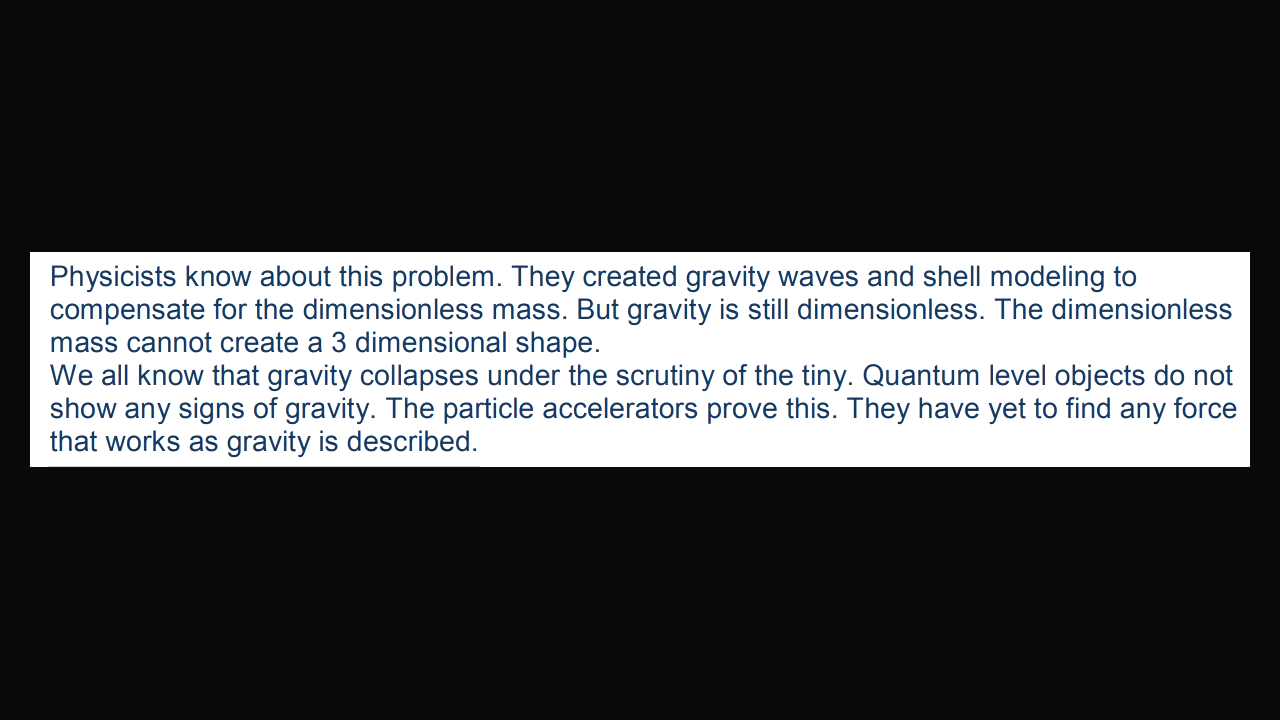 Physicists know about this problem. They created gravity waves and shell modeling to
compensate for the dimensionless mass. But gravity is still dimensionless. The dimensionless
mass cannot create a 3 dimensional shape.
We all know that gravity collapses under the scrutiny of the tiny. Quantum level objects do not
show any signs of gravity. The particle accelerators prove this. They have yet to find any force
that works as gravity is described.